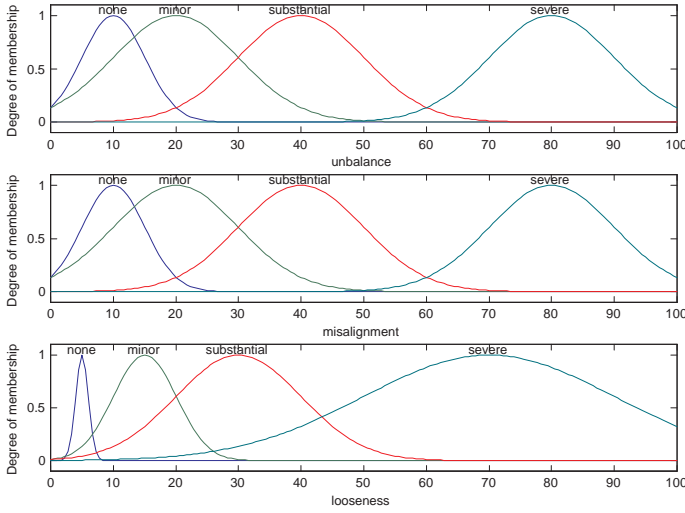 none minor substantial severe
1
0.5
0
Degree of membership
0 10 20 30 40 50 60 70 80 90 100
unbalance
none minor substantial severe
1
0.5
0
Degree of membership
0 10 20 30 40 50 60 70 80 90 100
misalignment
none minor substantial severe
1
0.5
0
Degree of membership
0 10 20 30 40 50 60 70 80 90 100
looseness